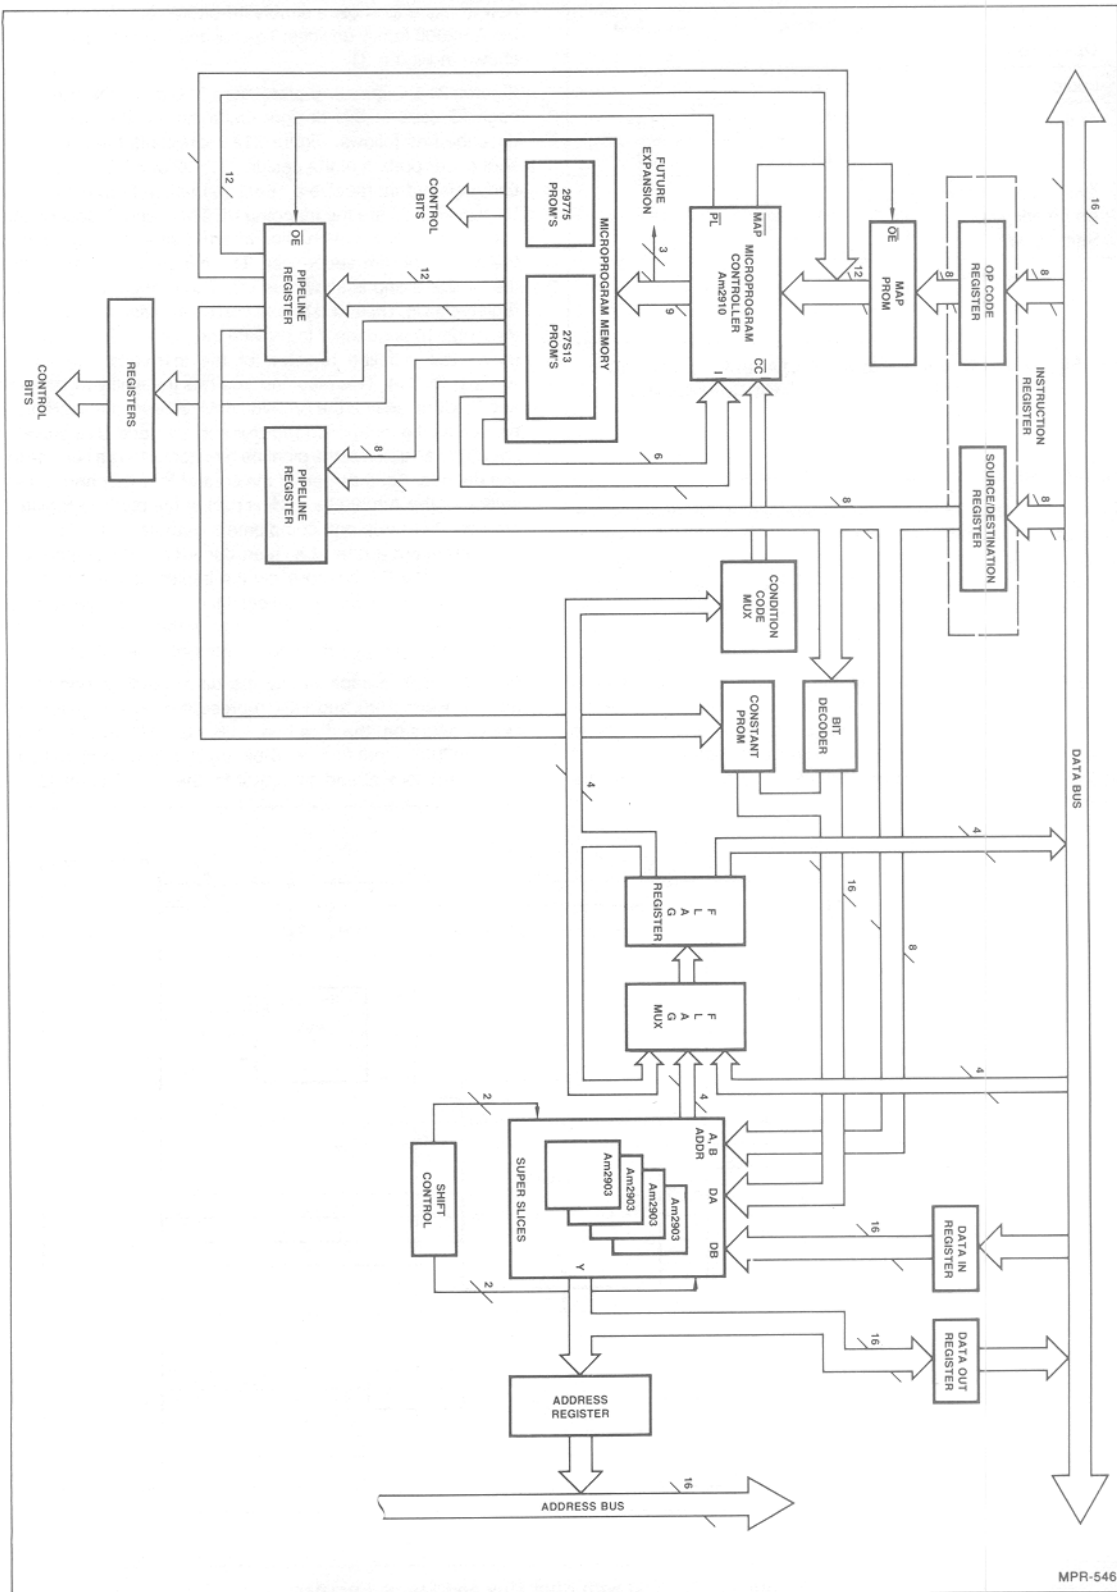 DATA BUS
16
INSTRUCTION
REGISTER
8
8
OP CODE
REGISTER
SOURCE/DESTINATION
REGISTER
DATA IN
REGISTER
DATA OUT
REGISTER
8
OE
MAP
PROM
12
8
8
BIT
DECODER
16
4
4
16
16
MAP
PL
MICROPROGRAM
CONTROLLER
Am2910
CC
I
CONDITION
CODE
MUX
CONSTANT
PROM
FLAG
REGISTER
FLAG
MUX
4
A, B
ADDR
DA
DB
Am2903
Am2903
Am2903
Am2903
SUPER SLICES
Y
FUTURE
EXPANSION
3
9
6
4
2
2
SHIFT
CONTROL
ADDRESS
REGISTER
16
ADDRESS BUS
MICROPROGRAM MEMORY
29775
PROM'S
27S13
PROM'S
CONTROL
BITS
12
12
8
OE
PIPELINE
REGISTER
PIPELINE
REGISTER
REGISTERS
CONTROL
BITS
MPR-546